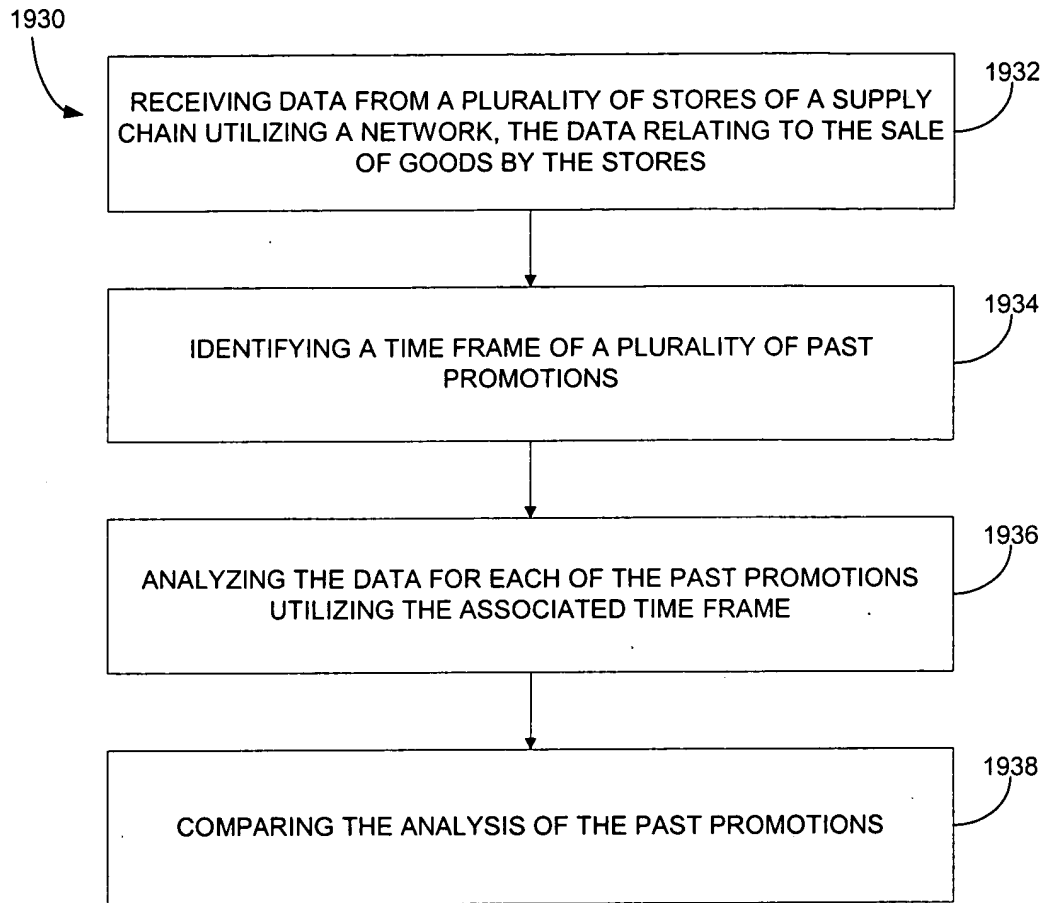 1930
1932
RECEIVING DATA FROM A PLURALITY OF STORES OF A SUPPLY
CHAIN UTILIZING A NETWORK, THE DATA RELATING TO THE SALE
OF GOODS BY THE STORES
1934
IDENTIFYING A TIME FRAME OF A PLURALITY OF PAST
PROMOTIONS
1936
ANALYZING THE DATA FOR EACH OF THE PAST PROMOTIONS
UTILIZING THE ASSOCIATED TIME FRAME
1938
COMPARING THE ANALYSIS OF THE PAST PROMOTIONS